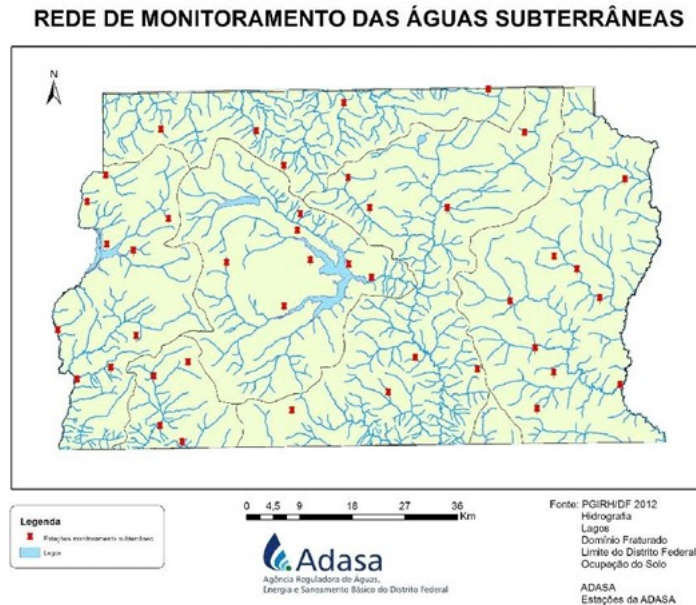 REDE DE MONITORAMENTO DAS ÁGUAS SUBTERRÂNEAS
N
0 4,5 9 18 27 36
Km
Legenda
Estações monitoramento subterrâneo
Lagos
Adasa
Agência Reguladora de Águas,
Energia e Saneamento Básico do Distrito Federal
Fonte: PGIRH/DF 2012
Hidrografia
Lagos
Domínio Fraturado
Limite do Distrito Federal
Ocupação do Solo
ADASA
Estações da ADASA